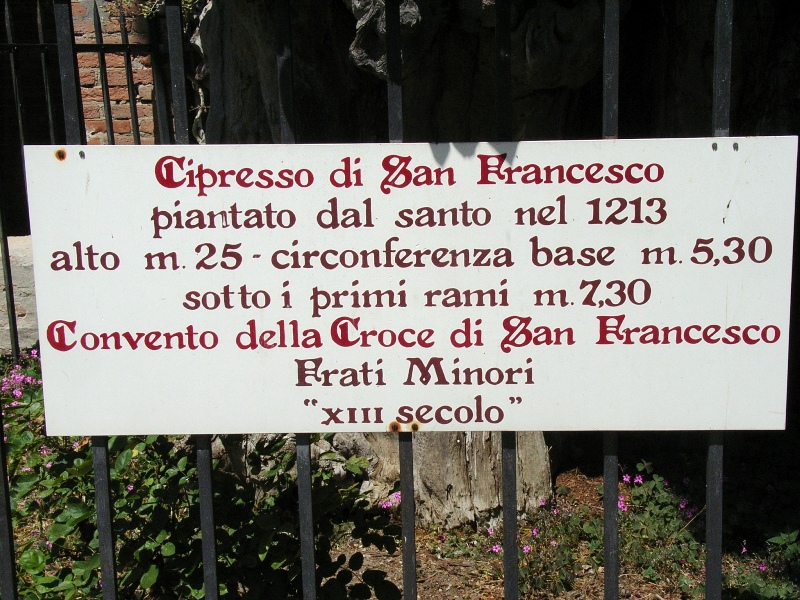 Cipresso di San Francesco
piantato dal santo nel 1213
alto m. 25 - circonferenza base m. 5,30
sotto i primi rami m. 7,30
Convento della Croce di San Francesco
Frati Minori
"XIII secolo"